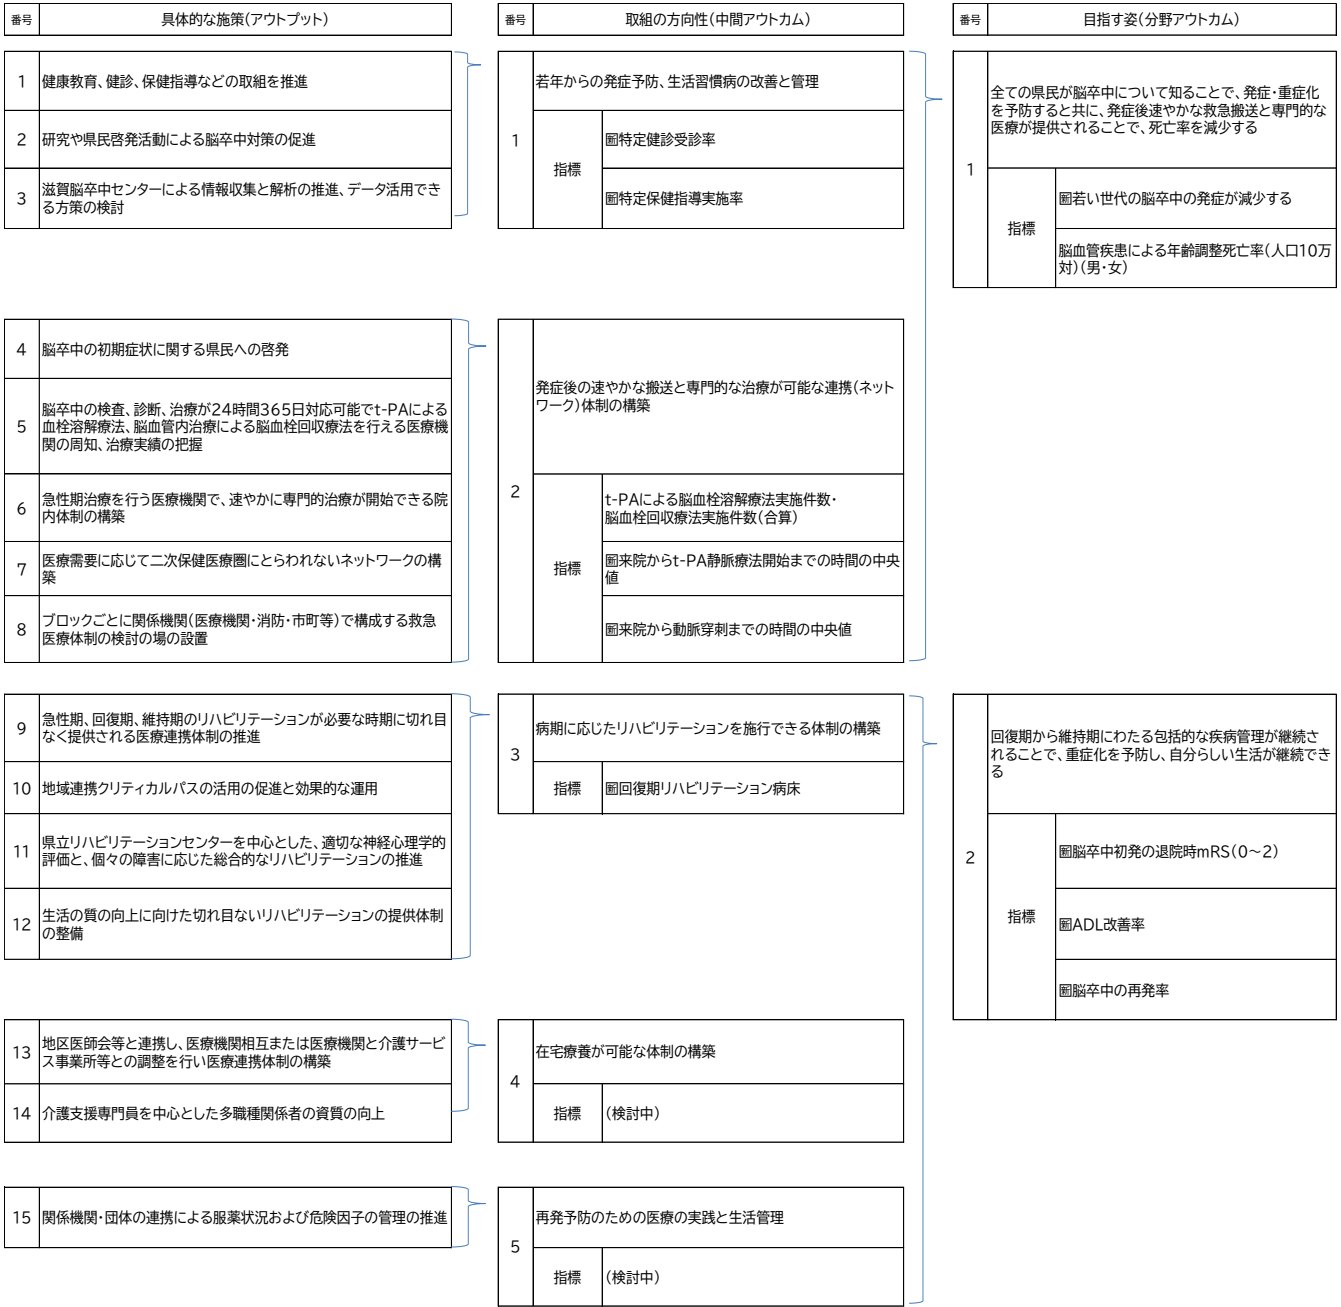 番号 具体的な施策(アウトプット)
番号 取組の方向性(中間アウトカム)
番号 目指す姿(分野アウトカム)
1 健康教育、健診、保健指導などの取組を推進
2 研究や県民啓発活動による脳卒中対策の促進
3 滋賀脳卒中センターによる情報収集と解析の推進、データ活用でき
る方策の検討
1 若年からの発症予防、生活習慣病の改善と管理
指標
圏特定健診受診率
圏特定保健指導実施率
1 全ての県民が脳卒中について知ることで、発症・重症化
を予防すると共に、発症後速やかな救急搬送と専門的な
医療が提供されることで、死亡率を減少する
指標
圏若い世代の脳卒中の発症が減少する
脳血管疾患による年齢調整死亡率(人口10万
対)(男・女)
4 脳卒中の初期症状に関する県民への啓発
5 脳卒中の検査、診断、治療が24時間365日対応可能でt-PAによる
血栓溶解療法、脳血管内治療による脳血栓回収療法を行える医療機
関の周知、治療実績の把握
6 急性期治療を行う医療機関で、速やかに専門的治療が開始できる院
内体制の構築
7 医療需要に応じて二次保健医療圏にとらわれないネットワークの構
築
8 ブロックごとに関係機関(医療機関・消防・市町等)で構成する救急
医療体制の検討の場の設置
2 発症後の速やかな搬送と専門的な治療が可能な連携(ネット
ワーク)体制の構築
指標
t-PAによる脳血栓溶解療法実施件数・
脳血栓回収療法実施件数(合算)
圏来院からt-PA静脈療法開始までの時間の中央
値
圏来院から動脈穿刺までの時間の中央値
9 急性期、回復期、維持期のリハビリテーションが必要な時期に切れ目
なく提供される医療連携体制の推進
10 地域連携クリティカルパスの活用の促進と効果的な運用
11 県立リハビリテーションセンターを中心とした、適切な神経心理学的
評価と、個々の障害に応じた総合的なリハビリテーションの推進
12 生活の質の向上に向けた切れ目ないリハビリテーションの提供体制
の整備
3 病期に応じたリハビリテーションを施行できる体制の構築
指標 圏回復期リハビリテーション病床
2 回復期から維持期にわたる包括的な疾病管理が継続さ
れることで、重症化を予防し、自分らしい生活が継続でき
る
指標
圏脳卒中初発の退院時mRS(0～2)
圏ADL改善率
圏脳卒中の再発率
13 地区医師会等と連携し、医療機関相互または医療機関と介護サービ
ス事業所等との調整を行い医療連携体制の構築
14 介護支援専門員を中心とした多職種関係者の資質の向上
4 在宅療養が可能な体制の構築
指標 (検討中)
15 関係機関・団体の連携による服薬状況および危険因子の管理の推進
5 再発予防のための医療の実践と生活管理
指標 (検討中)